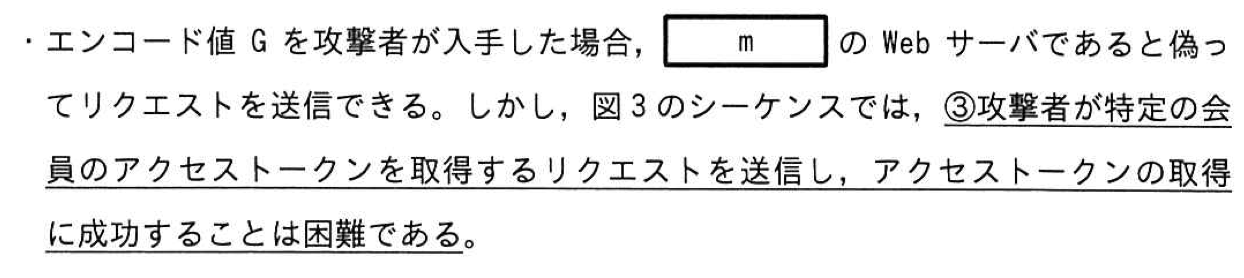 ・エンコード値 G を攻撃者が入手した場合， m の Web サーバであると偽っ
てリクエストを送信できる。しかし，図 3 のシーケンスでは，③攻撃者が特定の会
員のアクセストークンを取得するリクエストを送信し，アクセストークンの取得
に成功することは困難である。